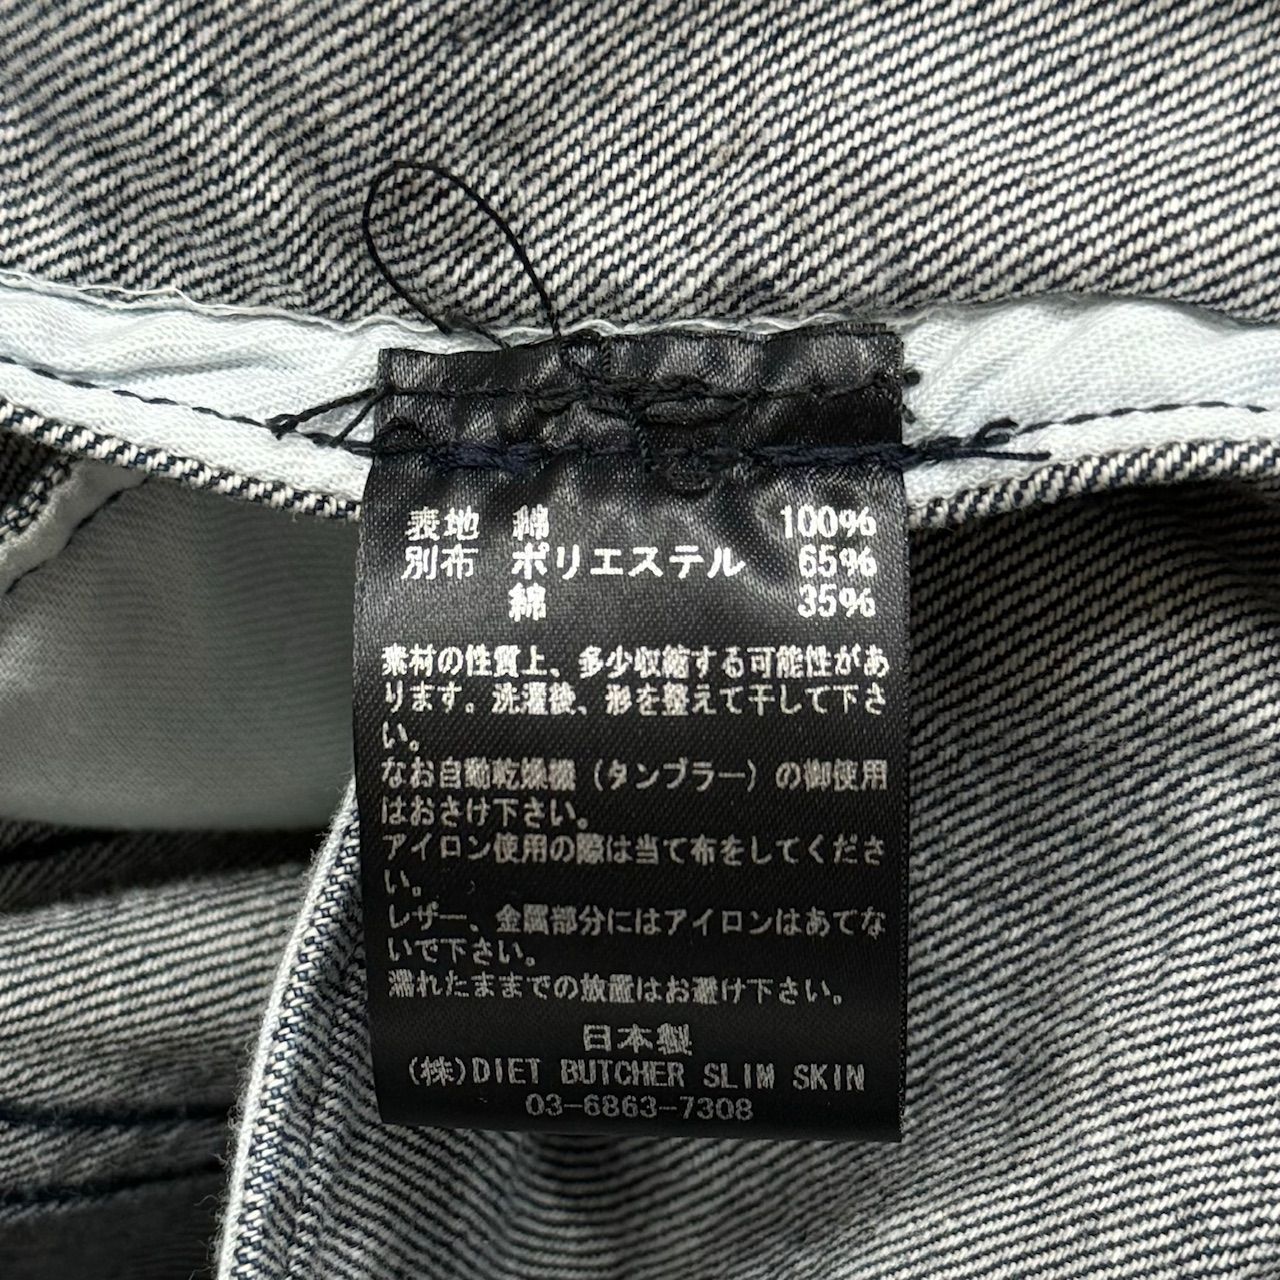 表地 綿 100%
別布 ポリエステル 65%
綿 35%
素材の性質上、多少収縮する可能性があ
ります。洗濯後、形を整えて干して下さ
い。
なお自動乾燥機（タンブラー）の御使用
はおさけ下さい。
アイロン使用の際は当て布をしてくださ
い。
レザー、金属部分にはアイロンはあてな
いで下さい。
濡れたままでの放置はお避け下さい。
日本製
(株)DIET BUTCHER SLIM SKIN
03-6863-7308